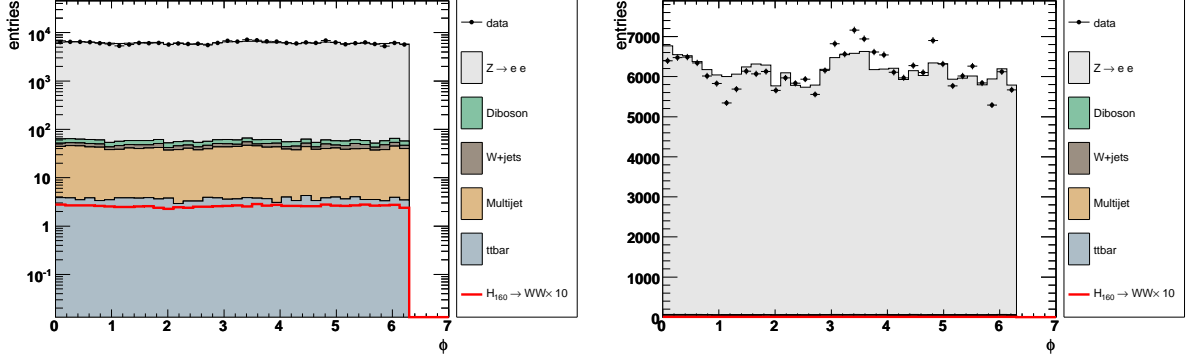 entries
10⁴
10³
10²
10
1
10⁻¹
0 1 2 3 4 5 6 7
ϕ
data
Z → e e
Diboson
W+jets
Multijet
ttbar
H₁₆₀ → WW× 10
entries
7000
6000
5000
4000
3000
2000
1000
0
0 1 2 3 4 5 6 7
ϕ
data
Z → e e
Diboson
W+jets
Multijet
ttbar
H₁₆₀ → WW× 10